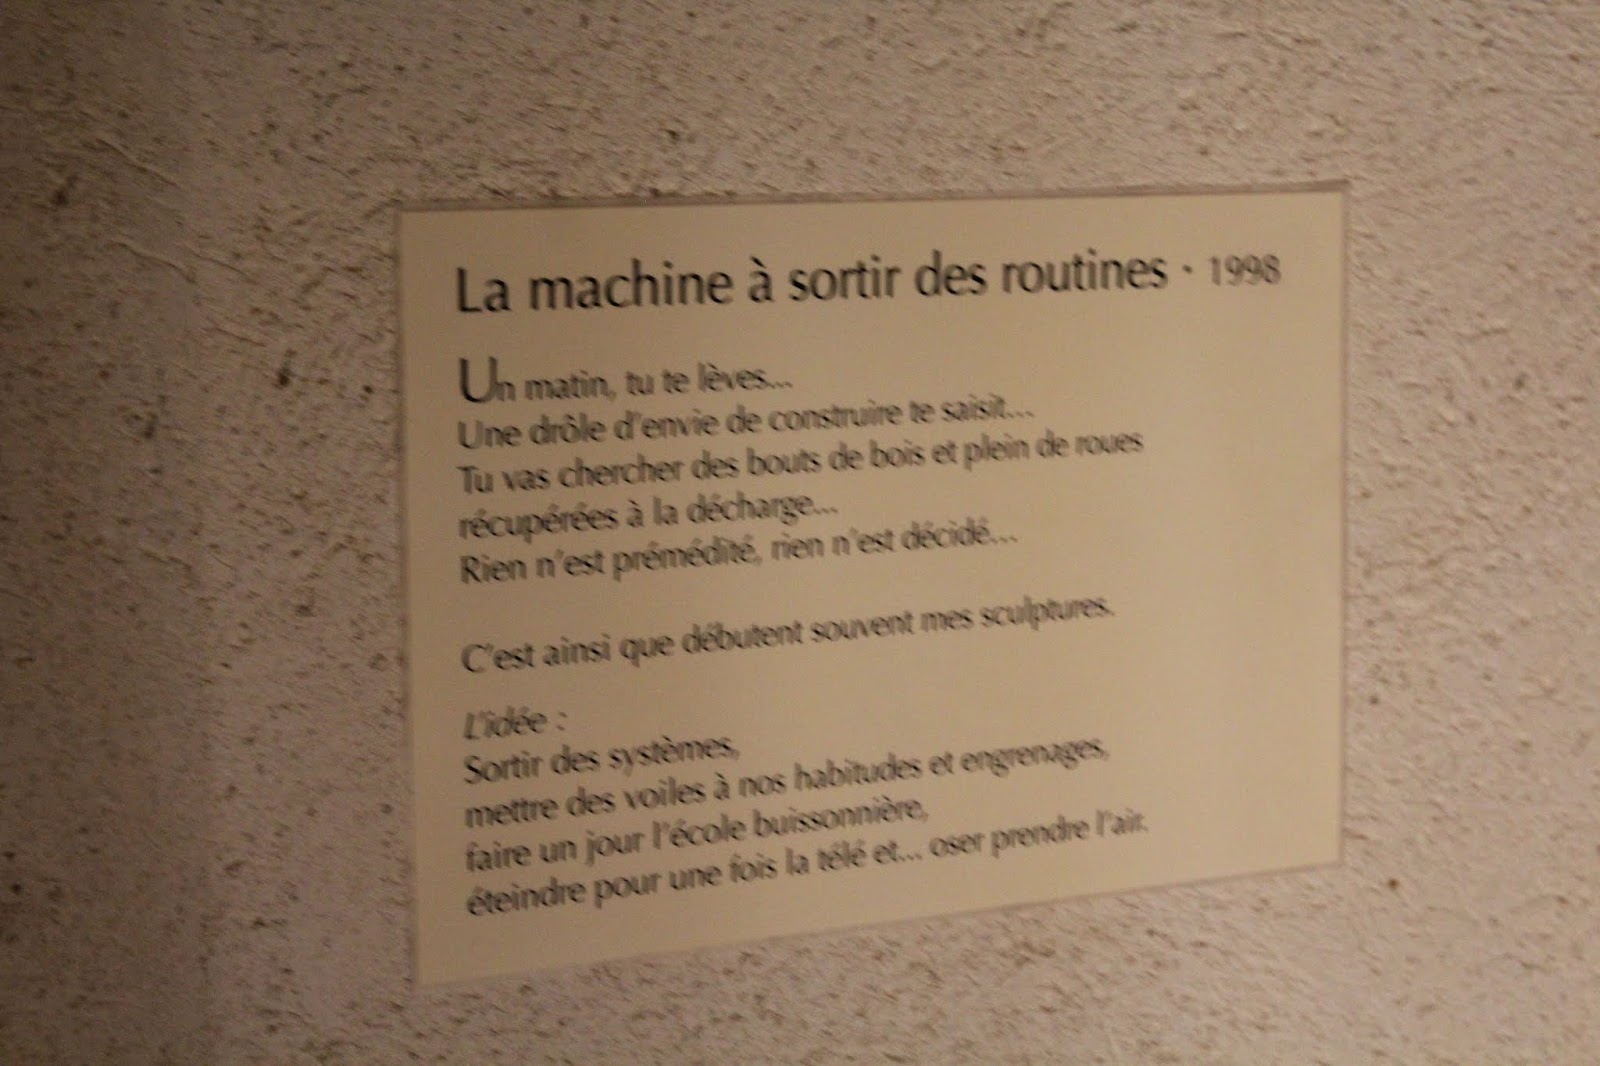 La machine à sortir des routines · 1998
Un matin, tu te lèves...
Une drôle d'envie de construire te saisit...
Tu vas chercher des bouts de bois et plein de roues
récupérées à la décharge...
Rien n'est prémédité, rien n'est décidé...
C'est ainsi que débutent souvent mes sculptures.
L'idée :
Sortir des systèmes,
mettre des voiles à nos habitudes et engrenages,
faire un jour l'école buissonnière,
éteindre pour une fois la télé et... oser prendre l'air.